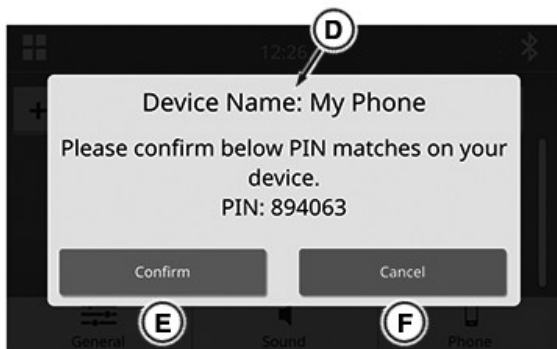 D
12:26
+
Device Name: My Phone
Please confirm below PIN matches on your
device.
PIN: 894063
Confirm
Cancel
E
F
General
Sound
Phone